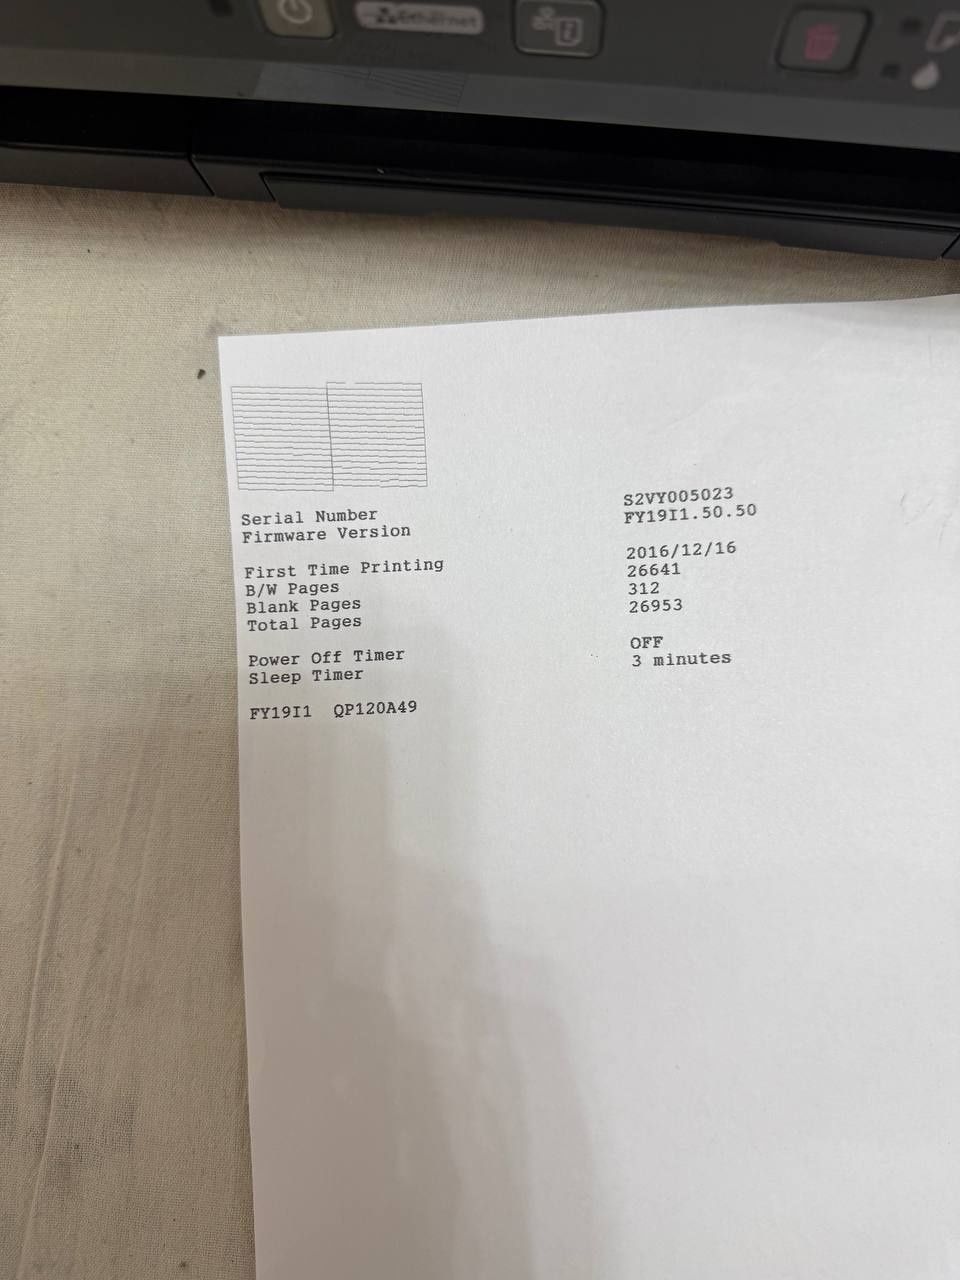 Ethernet
Serial Number S2VY005023
Firmware Version FY19I1.50.50
First Time Printing 2016/12/16
B/W Pages 26641
Blank Pages 312
Total Pages 26953
Power Off Timer OFF
Sleep Timer 3 minutes
FY19I1 QP120A49